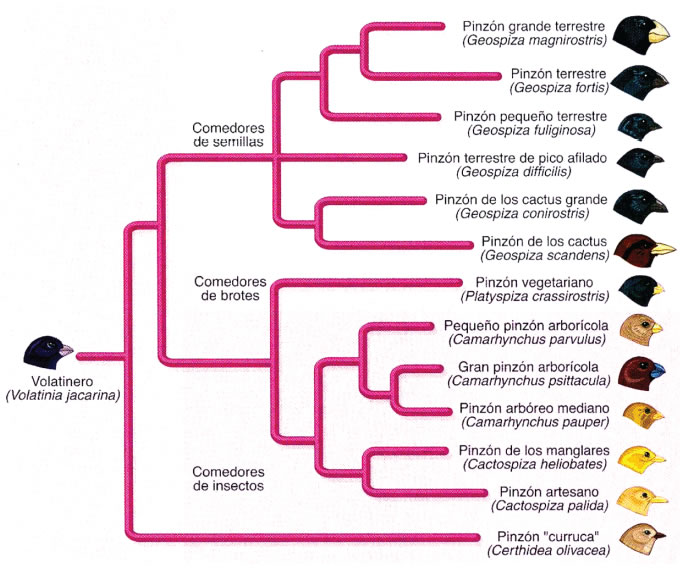 Pinzón grande terrestre
(Geospiza magnirostris)
Pinzón terrestre
(Geospiza fortis)
Pinzón pequeño terrestre
(Geospiza fuliginosa)
Comedores
de semillas
Pinzón terrestre de pico afilado
(Geospiza difficilis)
Pinzón de los cactus grande
(Geospiza conirostris)
Pinzón de los cactus
(Geospiza scandens)
Comedores
de brotes
Pinzón vegetariano
(Platyspiza crassirostris)
Pequeño pinzón arborícola
(Camarhynchus parvulus)
Volatinero
(Volatinia jacarina)
Gran pinzón arborícola
(Camarhynchus psittacula)
Pinzón arbóreo mediano
(Camarhynchus pauper)
Pinzón de los manglares
(Cactospiza heliobates)
Comedores
de insectos
Pinzón artesano
(Cactospiza palida)
Pinzón "curruca"
(Certhidea olivacea)